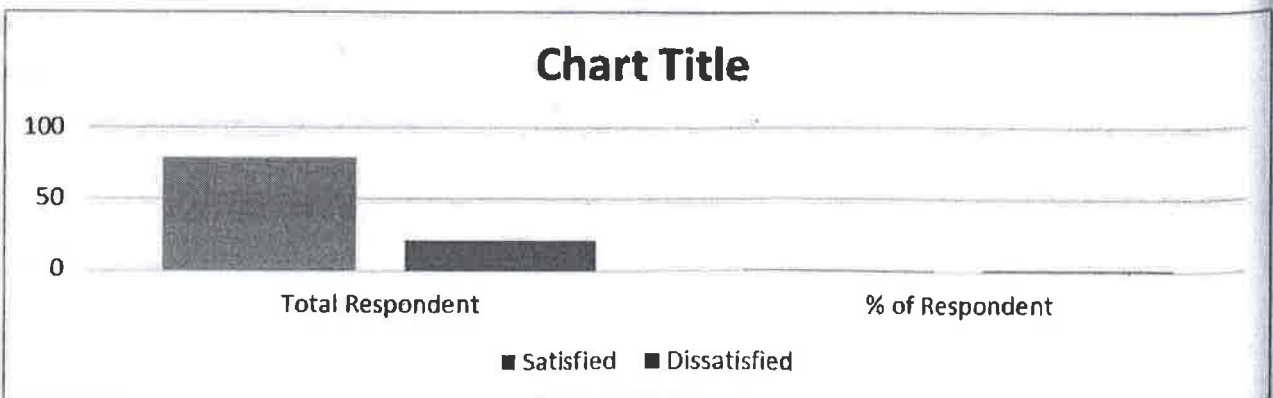 Chart Title
100
50
0
Total Respondent % of Respondent
Satisfied Dissatisfied